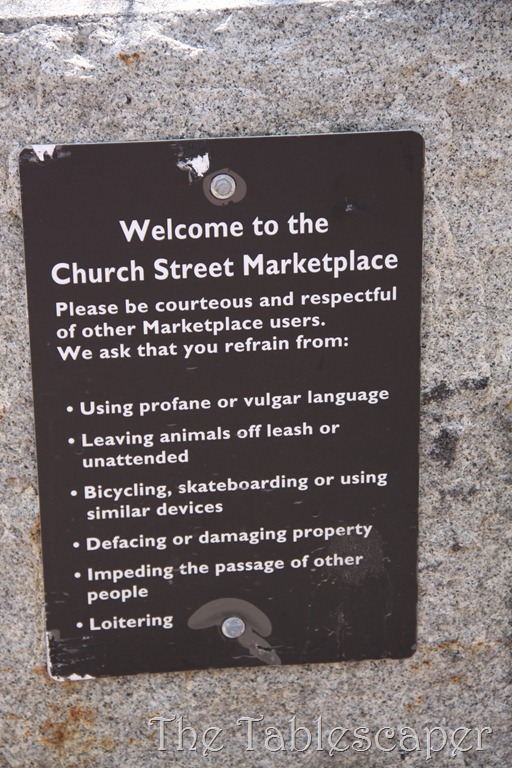 Welcome to the
Church Street Marketplace
Please be courteous and respectful
of other Marketplace users.
We ask that you refrain from:
• Using profane or vulgar language
• Leaving animals off leash or
unattended
• Bicycling, skateboarding or using
similar devices
• Defacing or damaging property
• Impeding the passage of other
people
• Loitering
The Tablescaper